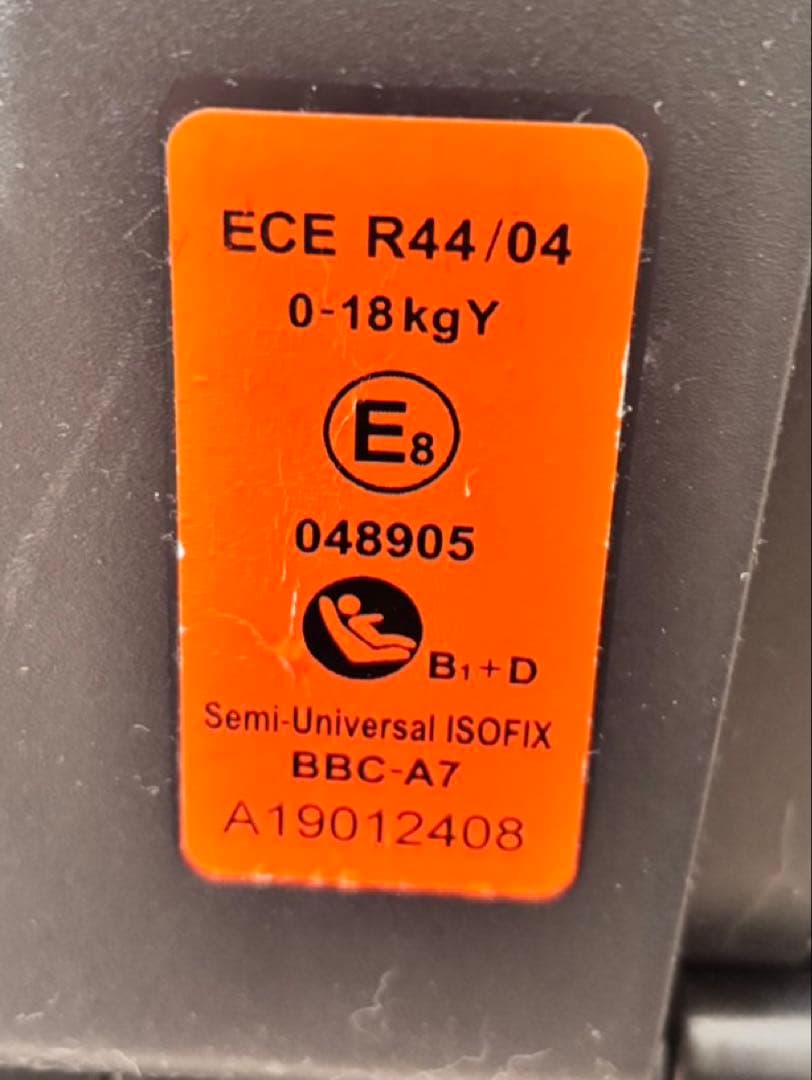 ECE R44/04
0-18kgY
E8
048905
B1+D
Semi-Universal ISOFIX
BBC-A7
A19012408